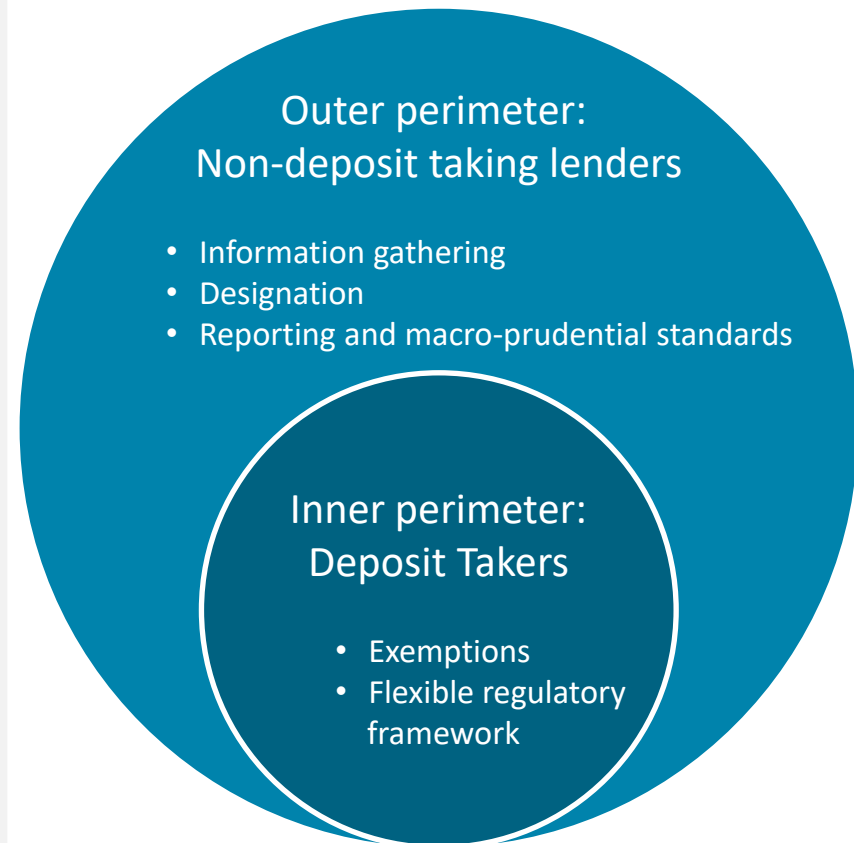 Outer perimeter:
Non-deposit taking lenders
• Information gathering
• Designation
• Reporting and macro-prudential standards
Inner perimeter:
Deposit Takers
• Exemptions
• Flexible regulatory
framework